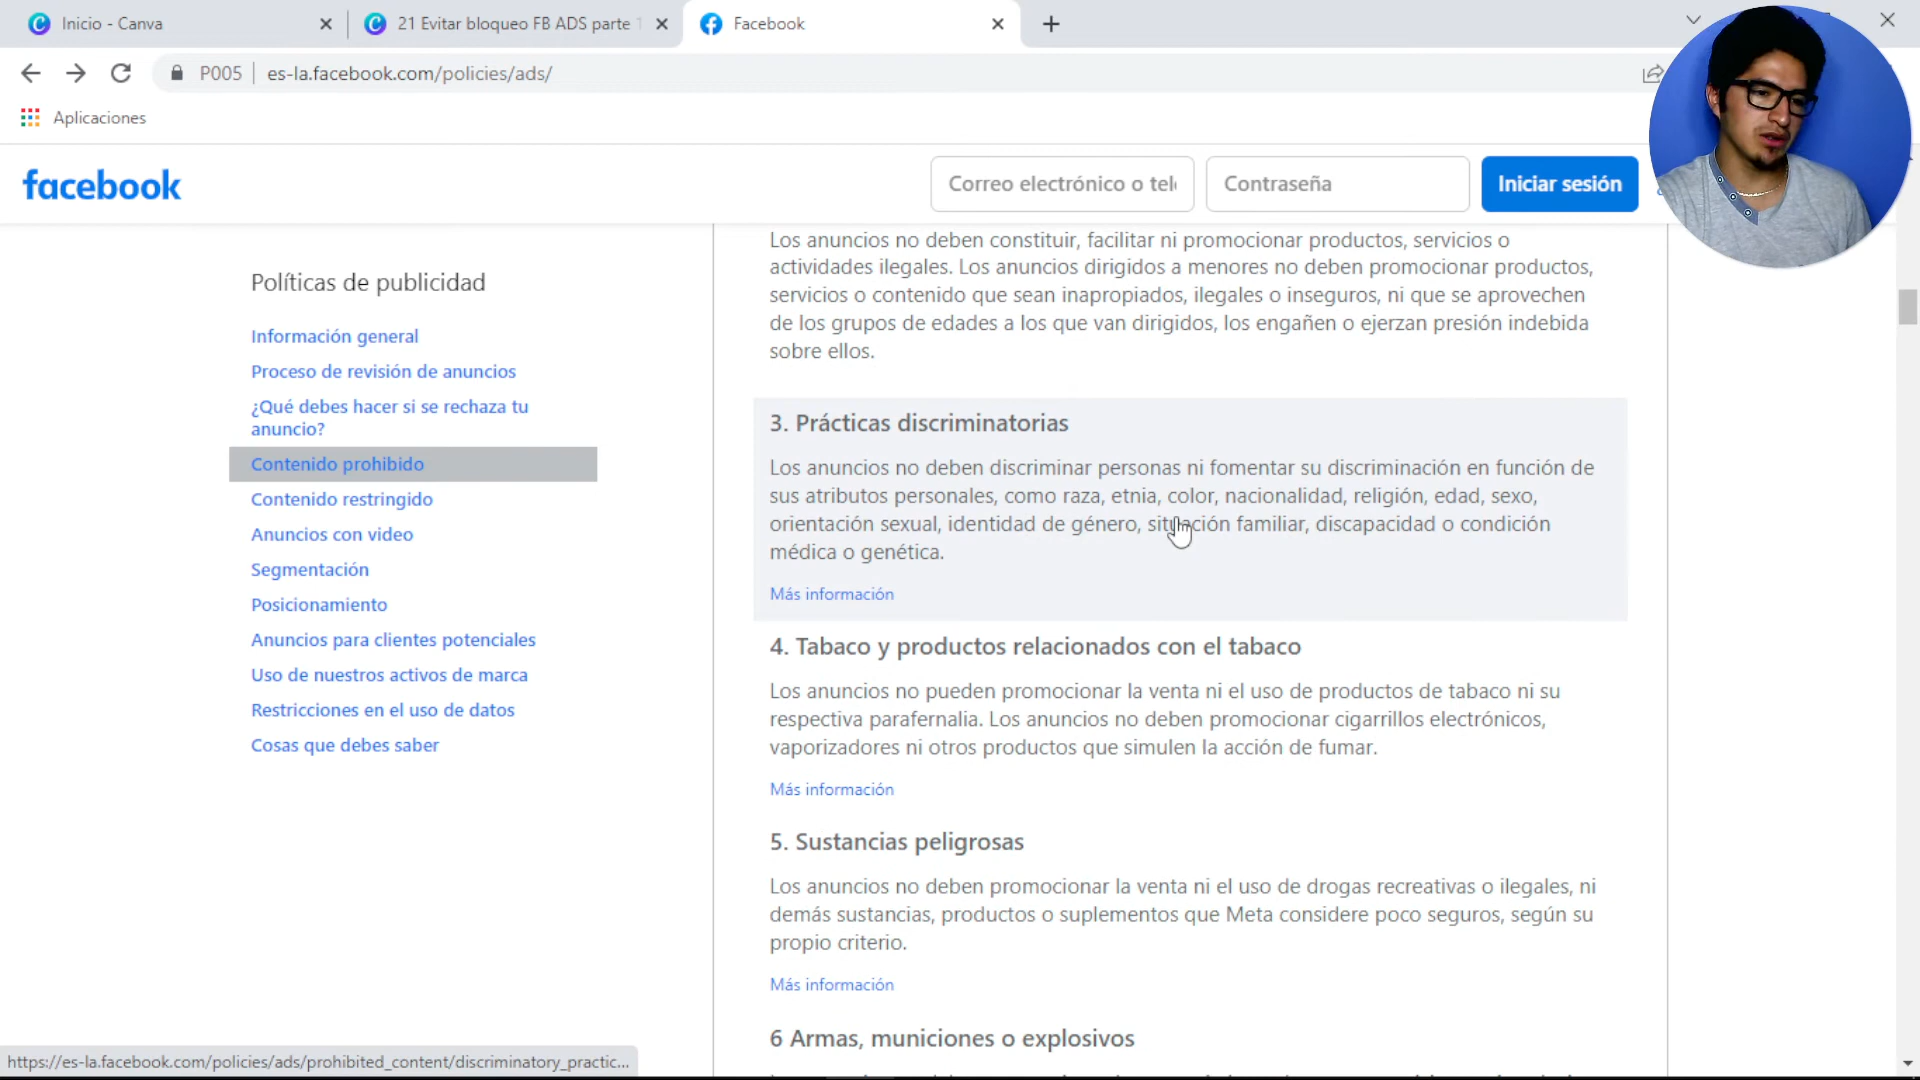 Inicio - Canva
21 Evitar bloqueo FB ADS parte 1
Facebook
P005
es-la.facebook.com/policies/ads/
Aplicaciones
facebook
Correo electrónico o tel
Contraseña
Iniciar sesión
Políticas de publicidad
Información general
Proceso de revisión de anuncios
¿Qué debes hacer si se rechaza tu
anuncio?
Contenido prohibido
Contenido restringido
Anuncios con video
Segmentación
Posicionamiento
Anuncios para clientes potenciales
Uso de nuestros activos de marca
Restricciones en el uso de datos
Cosas que debes saber
Los anuncios no deben constituir, facilitar ni promocionar productos, servicios o
actividades ilegales. Los anuncios dirigidos a menores no deben promocionar productos,
servicios o contenido que sean inapropiados, ilegales o inseguros, ni que se aprovechen
de los grupos de edades a los que van dirigidos, los engañen o ejerzan presión indebida
sobre ellos.
3. Prácticas discriminatorias
Los anuncios no deben discriminar personas ni fomentar su discriminación en función de
sus atributos personales, como raza, etnia, color, nacionalidad, religión, edad, sexo,
orientación sexual, identidad de género, situación familiar, discapacidad o condición
médica o genética.
Más información
4. Tabaco y productos relacionados con el tabaco
Los anuncios no pueden promocionar la venta ni el uso de productos de tabaco ni su
respectiva parafernalia. Los anuncios no deben promocionar cigarrillos electrónicos,
vaporizadores ni otros productos que simulen la acción de fumar.
Más información
5. Sustancias peligrosas
Los anuncios no deben promocionar la venta ni el uso de drogas recreativas o ilegales, ni
demás sustancias, productos o suplementos que Meta considere poco seguros, según su
propio criterio.
Más información
6 Armas, municiones o explosivos
https://es-la.facebook.com/policies/ads/prohibited_content/discriminatory_practic...